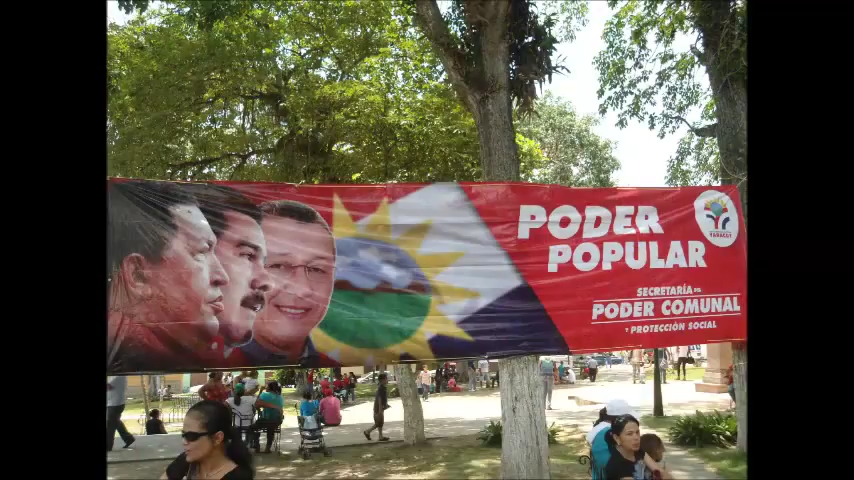 PODER
POPULAR
SECRETARÍA DEL
PODER COMUNAL
Y PROTECCIÓN SOCIAL
YARACUY